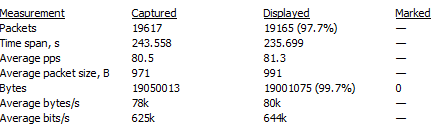 Measurement Captured Displayed Marked
Packets 19617 19165 (97.7%) —
Time span, s 243.558 235.699 —
Average pps 80.5 81.3 —
Average packet size, B 971 991 —
Bytes 19050013 19001075 (99.7%) 0
Average bytes/s 78k 80k —
Average bits/s 625k 644k —